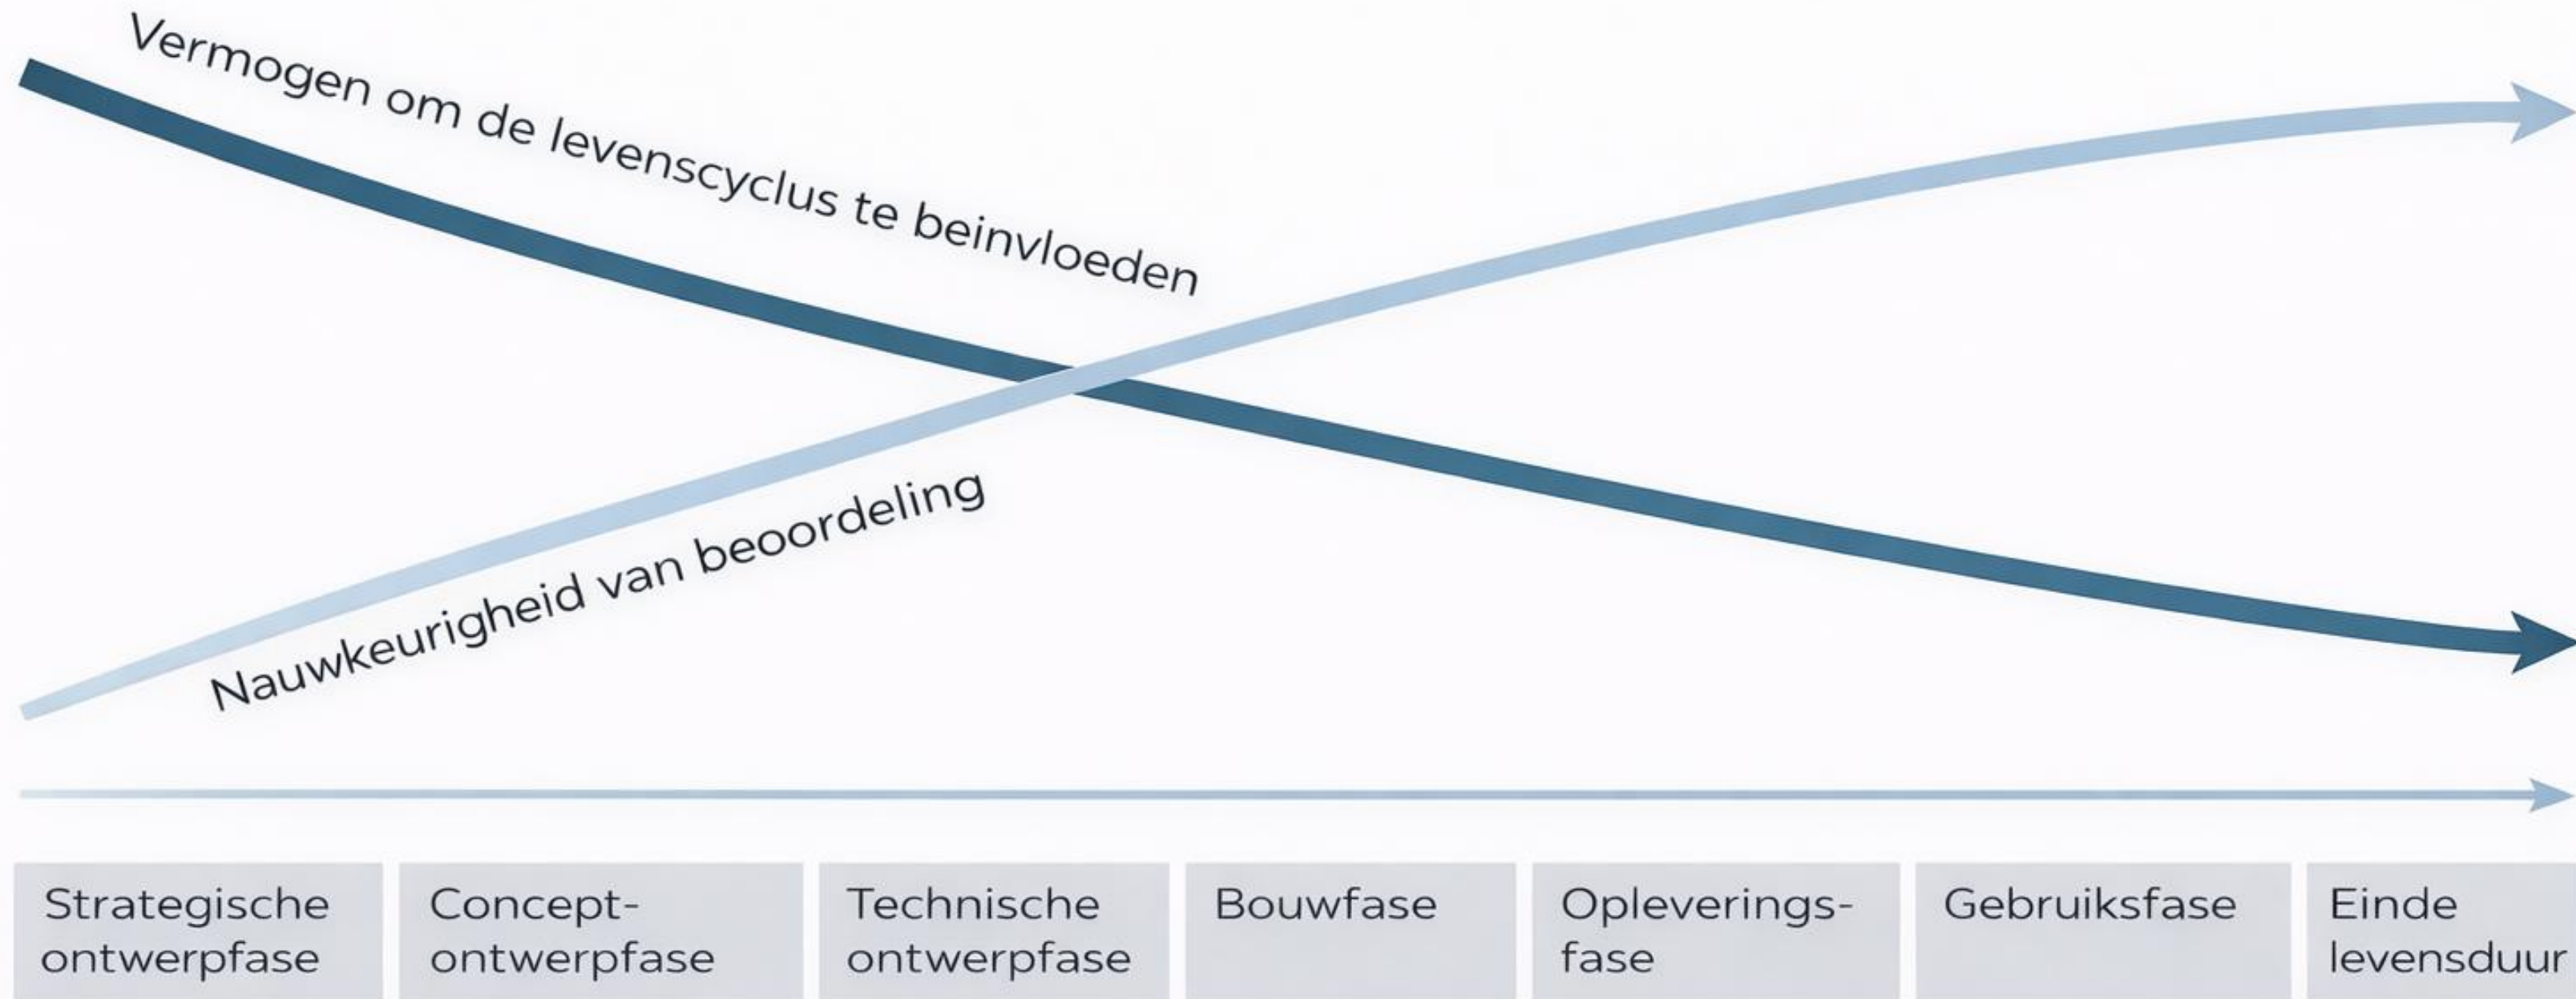 Vermogen om de levenscyclus te beinvloeden
Nauwkeurigheid van beoordeling
Strategische
ontwerpfase
Concept-
ontwerpfase
Technische
ontwerpfase
Bouwfase
Opleverings-
fase
Gebruiksfase
Einde
levensduur